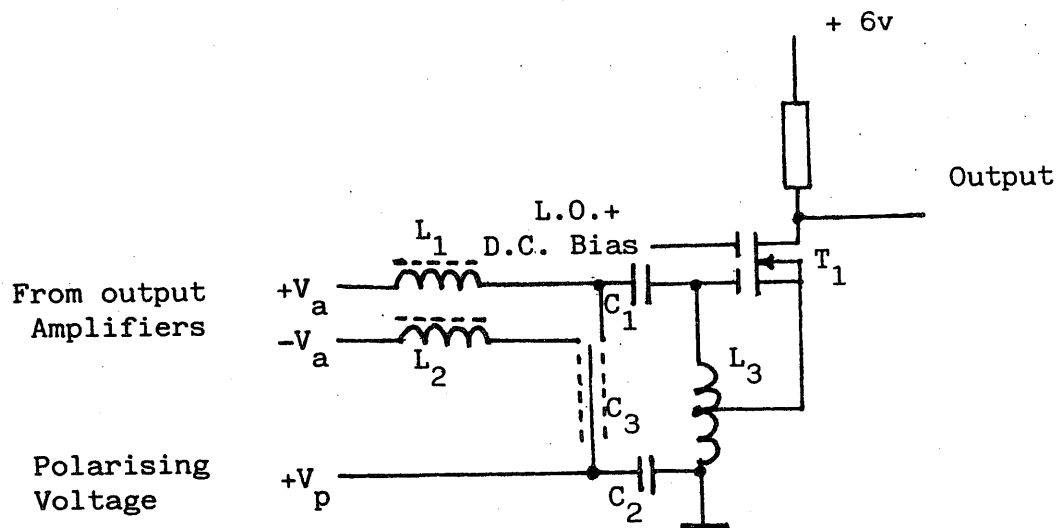 + 6v
Output
L.O.+
D.C. Bias
L1
T1
From output
Amplifiers
+Va
C1
-Va
L2
L3
C3
Polarising
Voltage
+Vp
C2